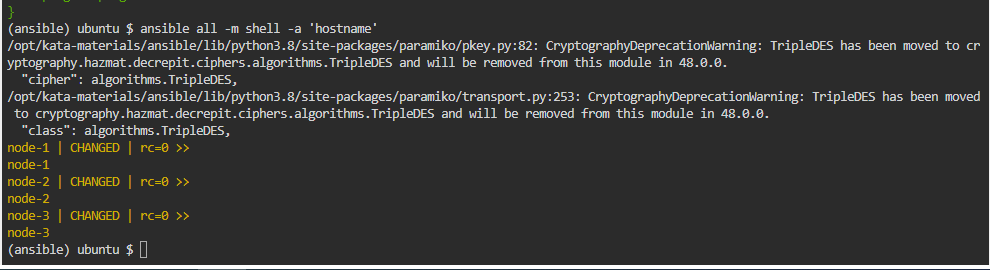 }
(ansible) ubuntu $ ansible all -m shell -a 'hostname'
/opt/kata-materials/ansible/lib/python3.8/site-packages/paramiko/pkey.py:82: CryptographyDeprecationWarning: TripleDES has been moved to cr
yptography.hazmat.decrepit.ciphers.algorithms.TripleDES and will be removed from this module in 48.0.0.
  "cipher": algorithms.TripleDES,
/opt/kata-materials/ansible/lib/python3.8/site-packages/paramiko/transport.py:253: CryptographyDeprecationWarning: TripleDES has been moved
 to cryptography.hazmat.decrepit.ciphers.algorithms.TripleDES and will be removed from this module in 48.0.0.
  "class": algorithms.TripleDES,
node-1 | CHANGED | rc=0 >>
node-1
node-2 | CHANGED | rc=0 >>
node-2
node-3 | CHANGED | rc=0 >>
node-3
(ansible) ubuntu $